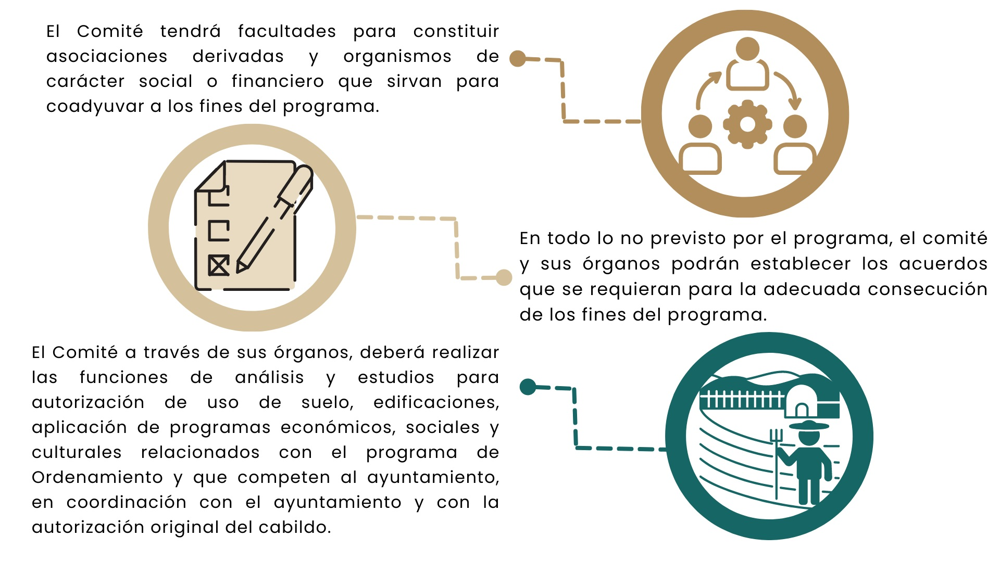 El Comité tendrá facultades para constituir
asociaciones derivadas y organismos de
carácter social o financiero que sirvan para
coadyuvar a los fines del programa.
En todo lo no previsto por el programa, el comité
y sus órganos podrán establecer los acuerdos
que se requieran para la adecuada consecución
de los fines del programa.
El Comité a través de sus órganos, deberá realizar
las funciones de análisis y estudios para
autorización de uso de suelo, edificaciones,
aplicación de programas económicos, sociales y
culturales relacionados con el programa de
Ordenamiento y que competen al ayuntamiento,
en coordinación con el ayuntamiento y con la
autorización original del cabildo.